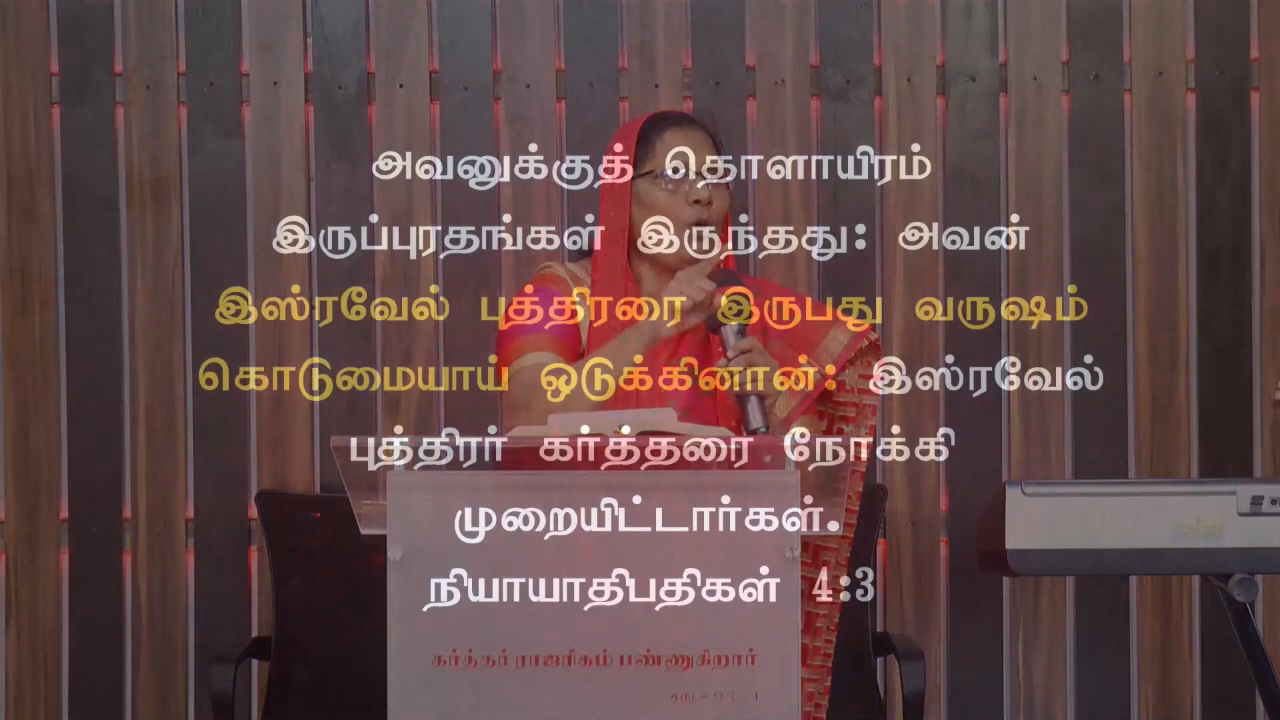 அவனுக்குத் தொளாயிரம்
இருப்புரதங்கள் இருந்தது: அவன்
இஸ்ரவேல் புத்திரரை இருபது வருஷம்
கொடுமையாய் ஒடுக்கினான்: இஸ்ரவேல்
புத்திரர் கர்த்தரை நோக்கி
முறையிட்டார்கள்.
நியாயாதிபதிகள் 4:3
கர்த்தர் ராஜரிகம் பண்ணுகிறார்